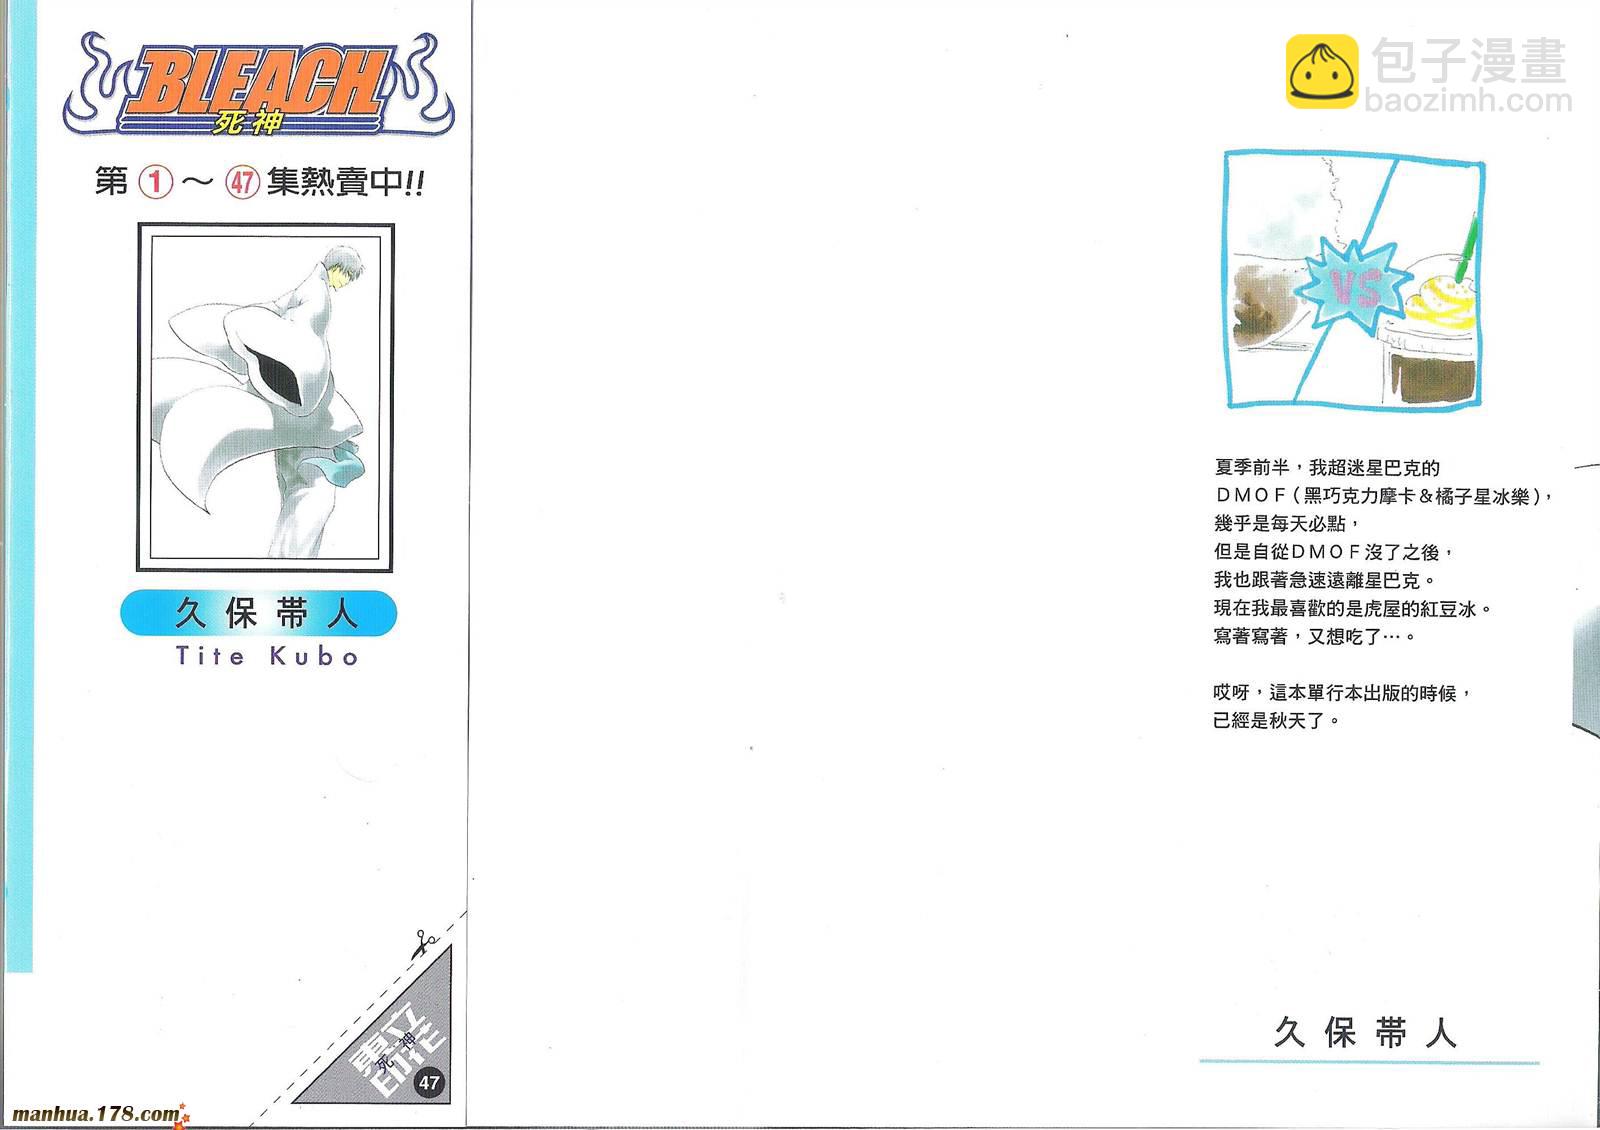 BLEACH
死神
第①～㊼集熱賣中!!
久保帯人
Tite Kubo
東立
印花
死神
47
manhua.178.com
包子漫畫
baozimh.com
VS
夏季前半，我超迷星巴克的
DMOF（黑巧克力摩卡＆橘子星冰樂），
幾乎是每天必點，
但是自從DMOF沒了之後，
我也跟著急速遠離星巴克。
現在我最喜歡的是虎屋的紅豆冰。
寫著寫著，又想吃了…。
哎呀，這本單行本出版的時候，
已經是秋天了。
久保帯人